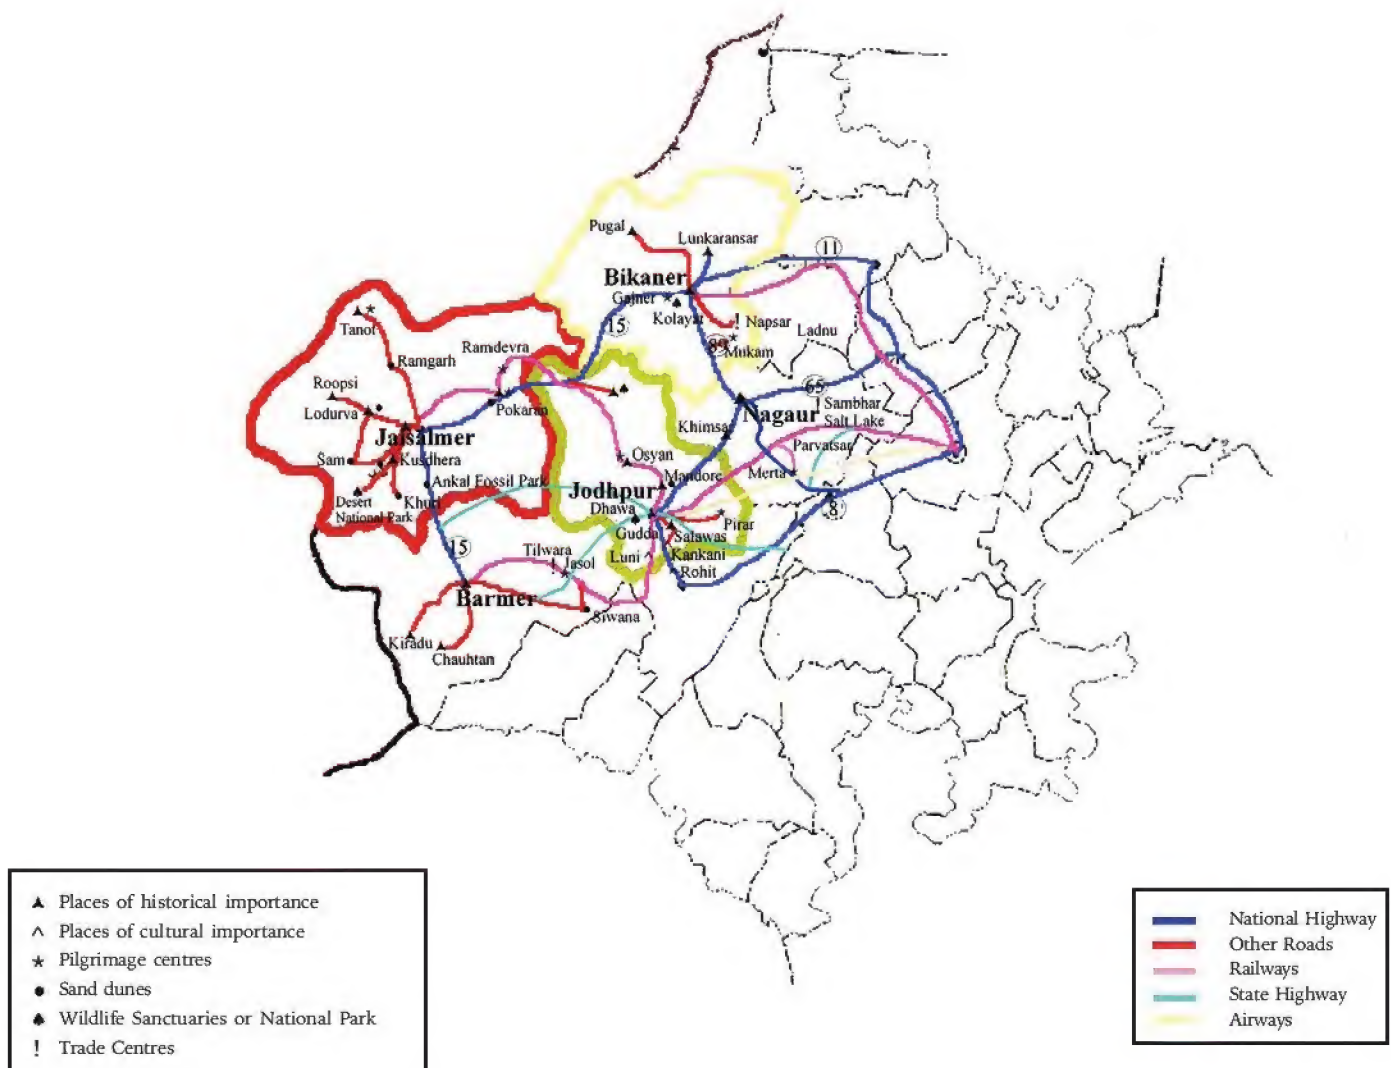 Pugal
Lunkaransar
11
Bikaner
Gajner
Kolayat
15
Napsar
Ladnu
Tanot
Ramdevra
89
Mukam
Ramgarh
Roopsi
65
Lodurva
Pokaran
Nagaur
Sambhar
Salt Lake
Jaisalmer
Khimsar
Parvatsar
Sam
Kusdhera
Osyan
Merta
Mandore
Ankal Fossil Park
Jodhpur
Desert
National Park
Khuri
Dhawa
8
Pirar
Gudda
Salawas
15
Tilwara
Jasol
Luni
Kankani
Rohit
Barmer
Siwana
Kiradu
Chauhtan
Places of historical importance
Places of cultural importance
Pilgrimage centres
Sand dunes
Wildlife Sanctuaries or National Park
! Trade Centres
National Highway
Other Roads
Railways
State Highway
Airways